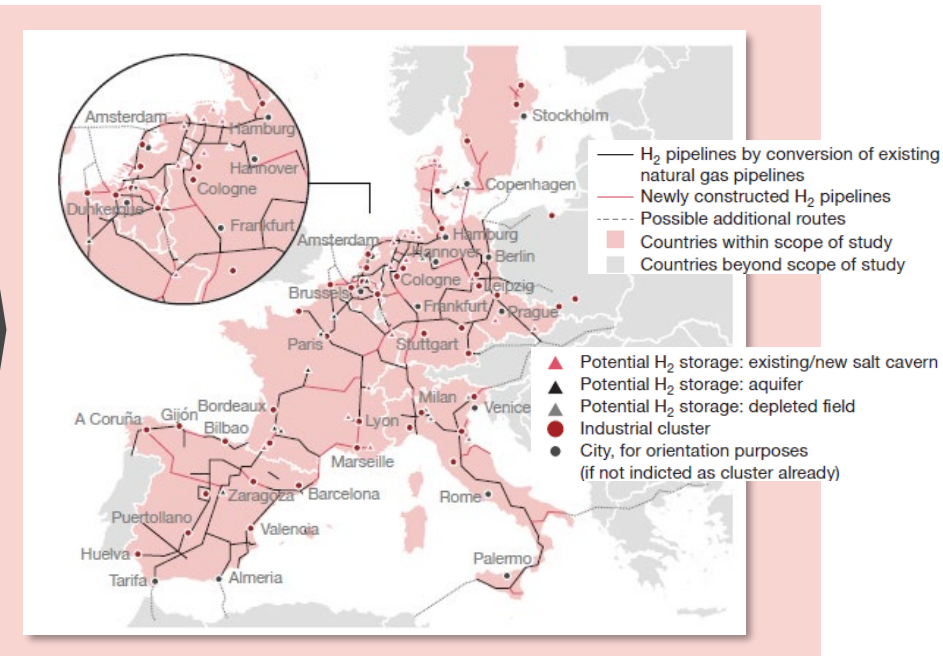 Amsterdam
Hamburg
Hannover
Cologne
Dunkerque
Frankfurt
Stockholm
Copenhagen
H₂ pipelines by conversion of existing
natural gas pipelines
Newly constructed H₂ pipelines
Possible additional routes
Countries within scope of study
Countries beyond scope of study
Amsterdam
Hamburg
Hannover
Berlin
Cologne
Brussels
Leipzig
Frankfurt
Prague
Paris
Stuttgart
Potential H₂ storage: existing/new salt cavern
Potential H₂ storage: aquifer
Potential H₂ storage: depleted field
Industrial cluster
City, for orientation purposes
(if not indicted as cluster already)
Milan
Venice
A Coruña
Gijón
Bordeaux
Bilbao
Lyon
Marseille
Zaragoza
Barcelona
Rome
Puertollano
Valencia
Huelva
Palermo
Tarifa
Almeria